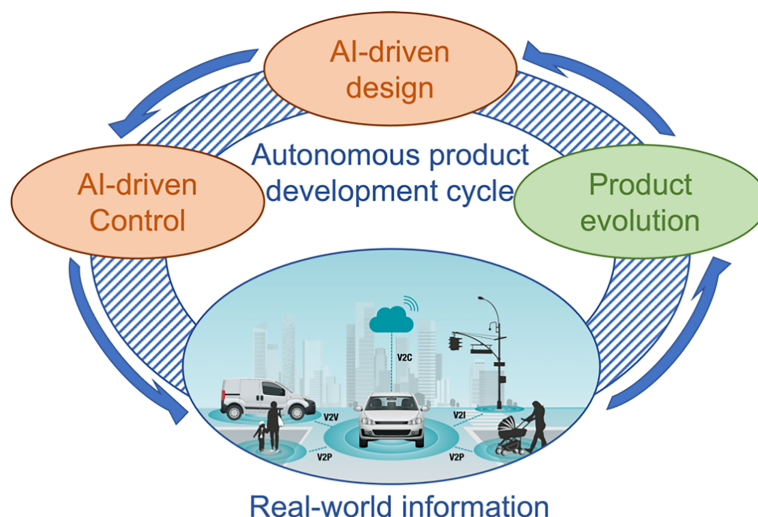 AI-driven
design
Autonomous product
development cycle
AI-driven
Control
Product
evolution
V2C
V2V
V2I
V2P
V2P
Real-world information